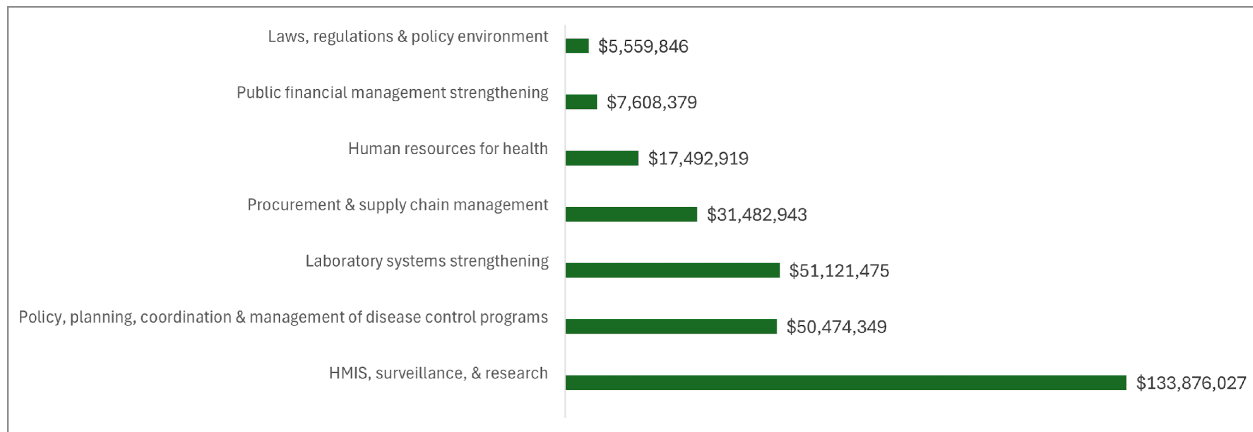 Laws, regulations & policy environment
$5,559,846
Public financial management strengthening
$7,608,379
Human resources for health
$17,492,919
Procurement & supply chain management
$31,482,943
Laboratory systems strengthening
$51,121,475
Policy, planning, coordination & management of disease control programs
$50,474,349
HMIS, surveillance, & research
$133,876,027